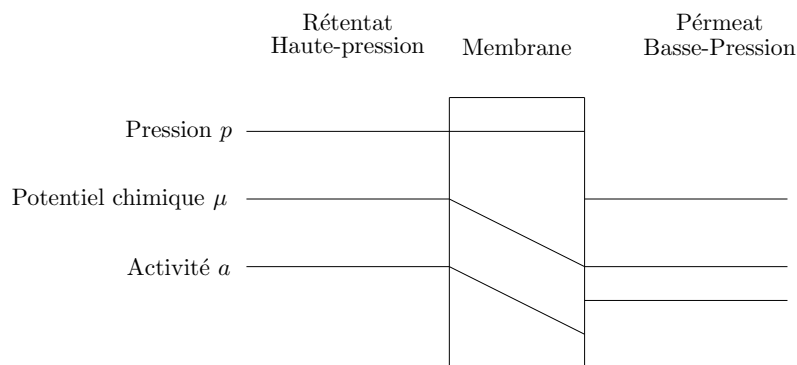 Rétentat
Haute-pression
Membrane
Pérmeat
Basse-Pression
Pression p
Potentiel chimique μ
Activité a